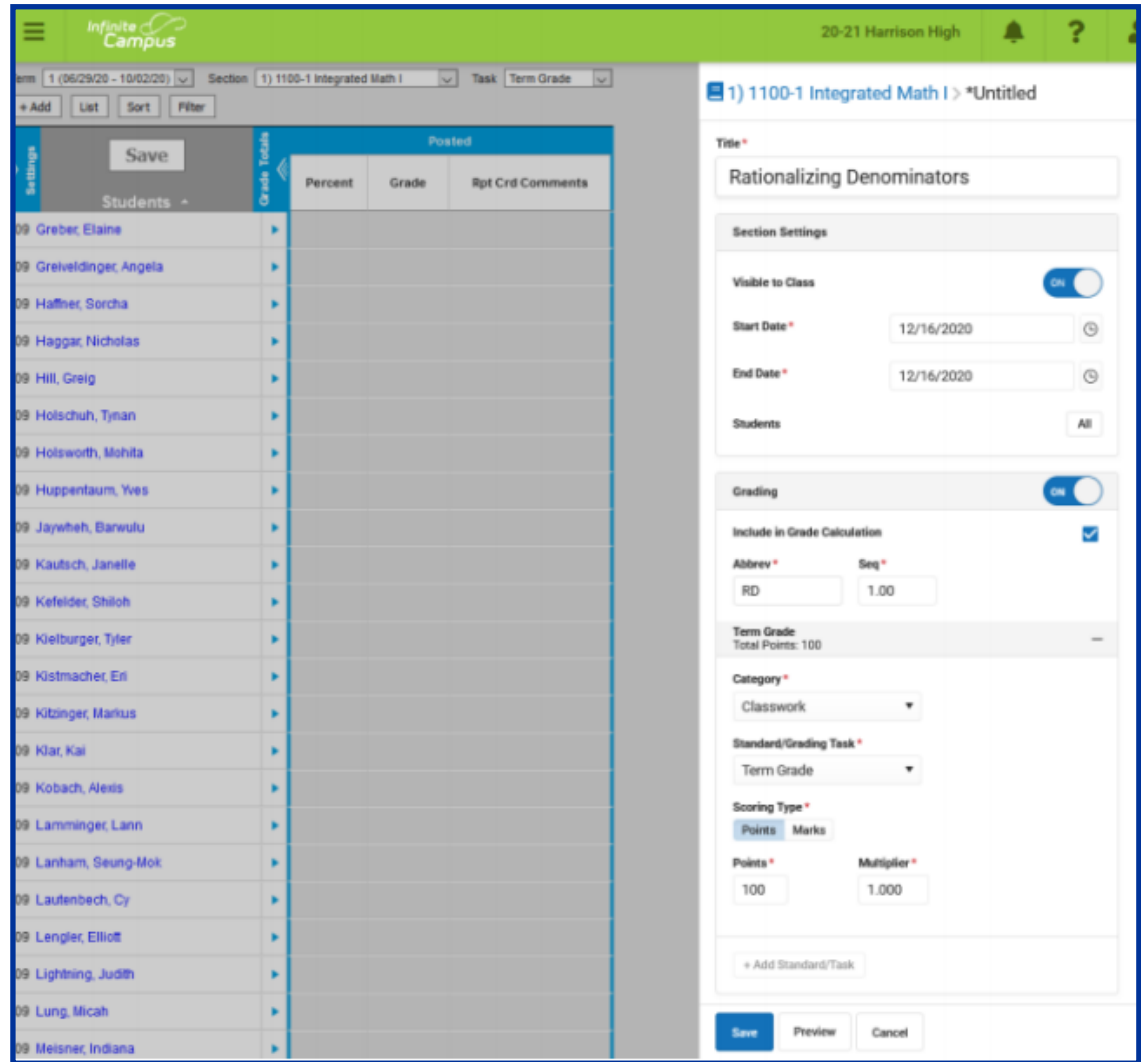 Infinite Campus
20-21 Harrison High
?
Term 1 (06/29/20 - 10/02/20) Section 1) 1100-1 Integrated Math I Task Term Grade
+ Add List Sort Filter
Settings
Save
Students
Grade Totals
Posted
Percent Grade Rpt Crd Comments
09 Greber, Elaine
09 Greiveldinger, Angela
09 Haffner, Sorcha
09 Haggar, Nicholas
09 Hill, Greig
09 Holschuh, Tynan
09 Holsworth, Mohita
09 Huppentaum, Yves
09 Jaywheh, Barwulu
09 Kautsch, Janelle
09 Kefelder, Shiloh
09 Kielburger, Tyler
09 Kistmacher, Eri
09 Kitzinger, Markus
09 Klar, Kai
09 Kobach, Alexis
09 Lamminger, Lann
09 Lanham, Seung-Mok
09 Lautenbech, Cy
09 Lengler, Elliott
09 Lightning, Judith
09 Lung, Micah
09 Meisner, Indiana
1) 1100-1 Integrated Math I > *Untitled
Title *
Rationalizing Denominators
Section Settings
Visible to Class ON
Start Date * 12/16/2020
End Date * 12/16/2020
Students All
Grading ON
Include in Grade Calculation
Abbrev * Seq *
RD 1.00
Term Grade
Total Points: 100
Category *
Classwork
Standard/Grading Task *
Term Grade
Scoring Type *
Points Marks
Points * Multiplier *
100 1.000
+ Add Standard/Task
Save Preview Cancel